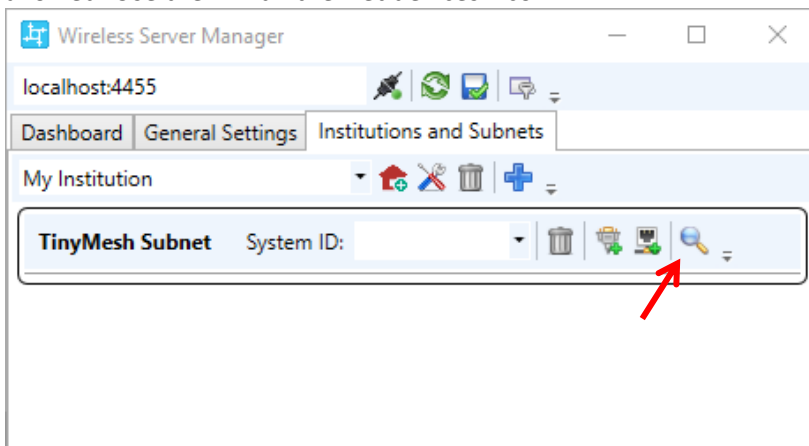 Wireless Server Manager
localhost:4455
Dashboard General Settings Institutions and Subnets
My Institution
TinyMesh Subnet System ID: